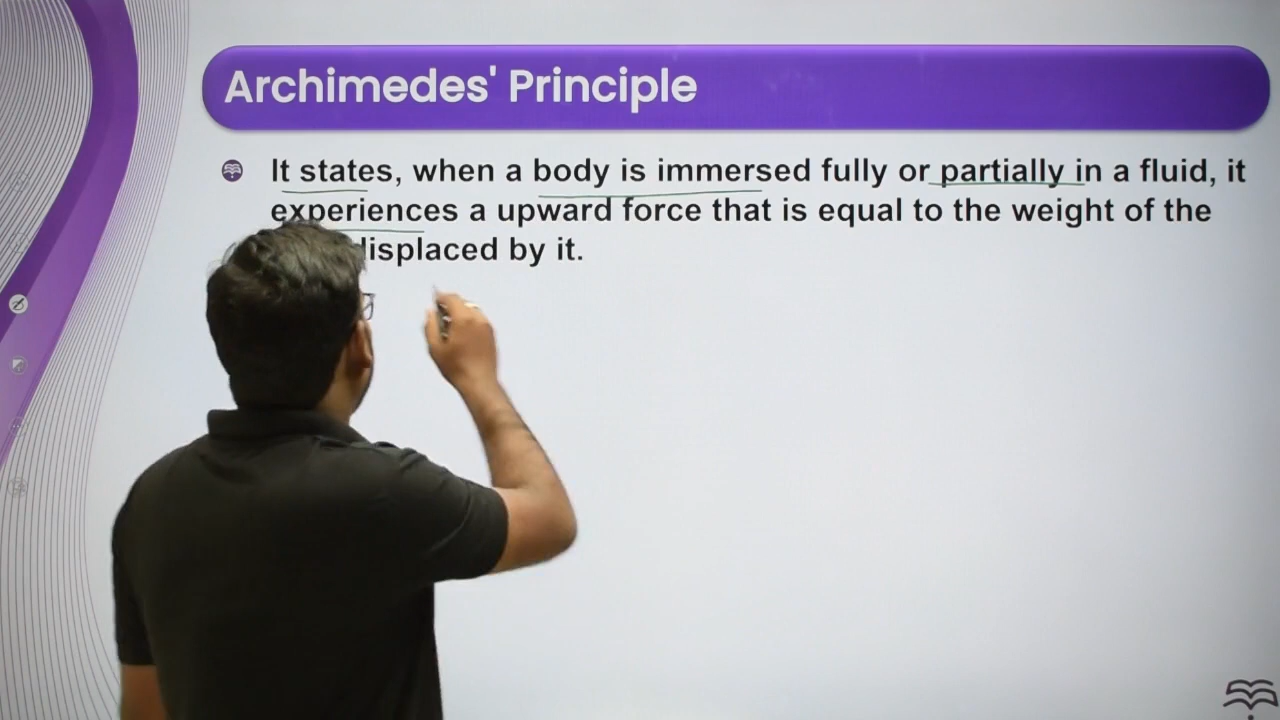 Archimedes' Principle
It states, when a body is immersed fully or partially in a fluid, it
experiences a upward force that is equal to the weight of the
displaced by it.